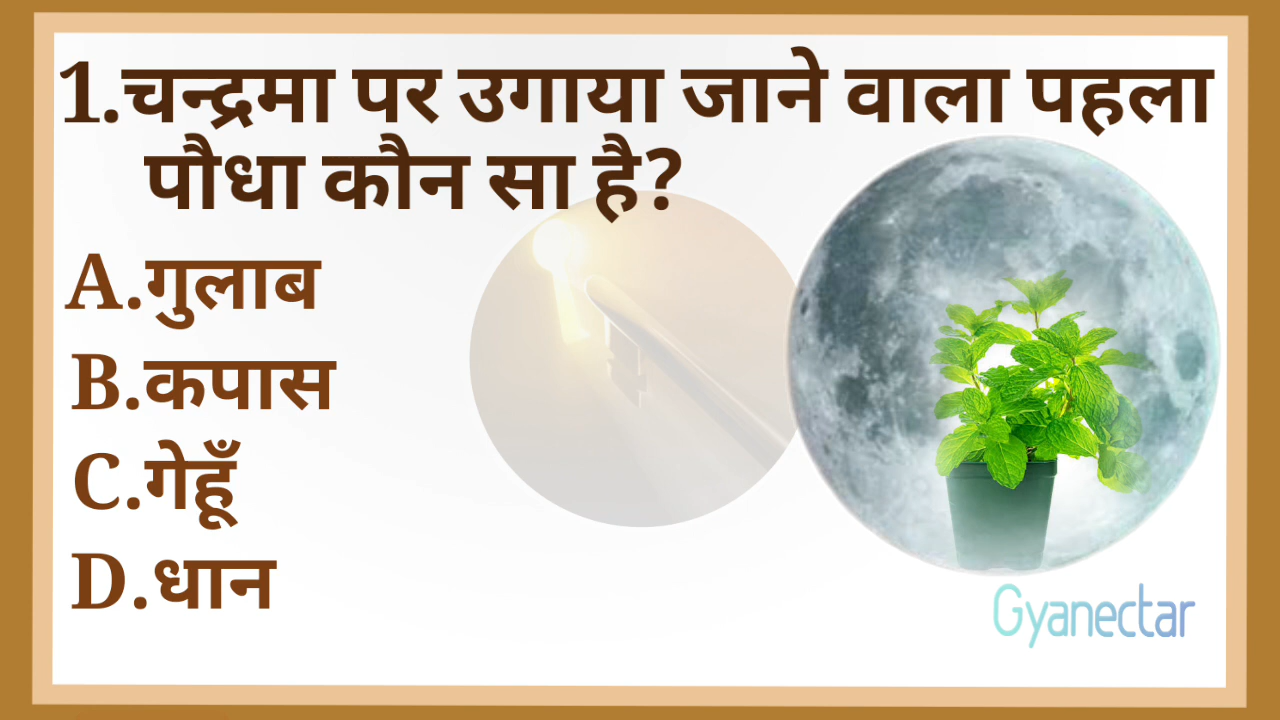 1.चन्द्रमा पर उगाया जाने वाला पहला
पौधा कौन सा है?
A.गुलाब
B.कपास
C.गेहूँ
D.धान
Gyanectar